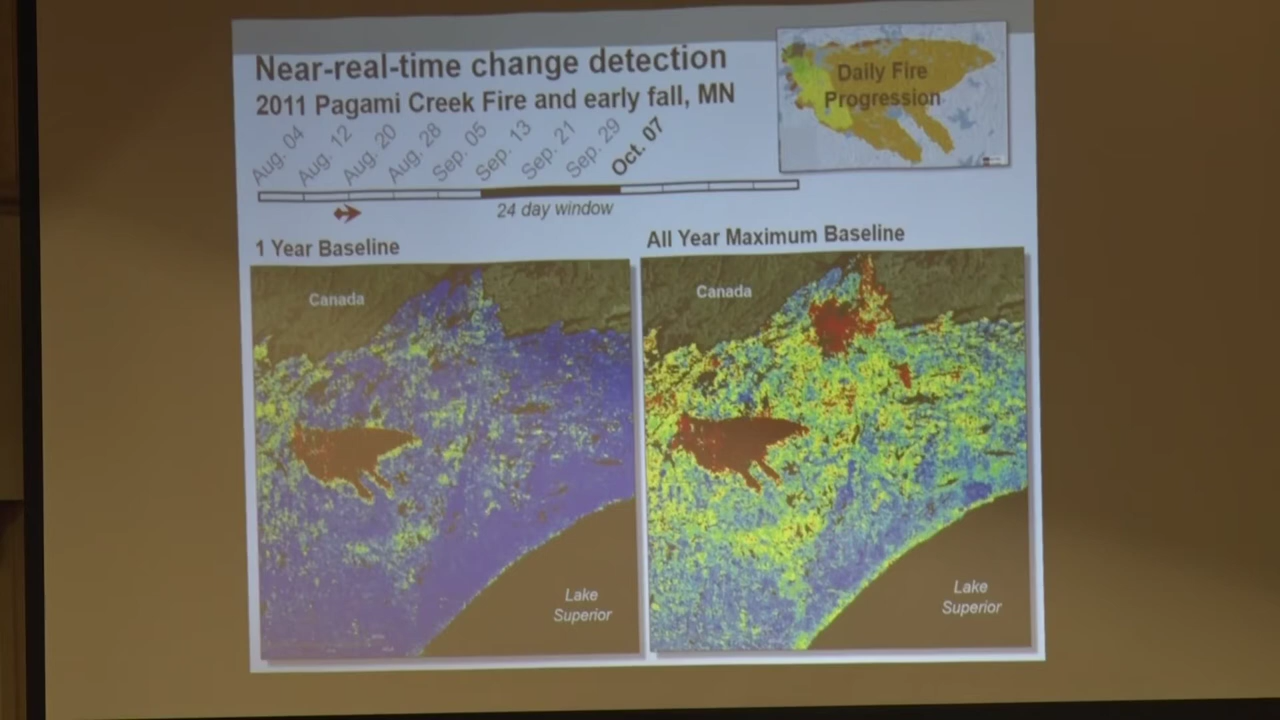 Near-real-time change detection
2011 Pagami Creek Fire and early fall, MN
Daily Fire
Progression
Aug. 04
Aug. 12
Aug. 20
Aug. 28
Sep. 05
Sep. 13
Sep. 21
Sep. 29
Oct. 07
24 day window
1 Year Baseline
All Year Maximum Baseline
Canada
Canada
Lake
Superior
Lake
Superior